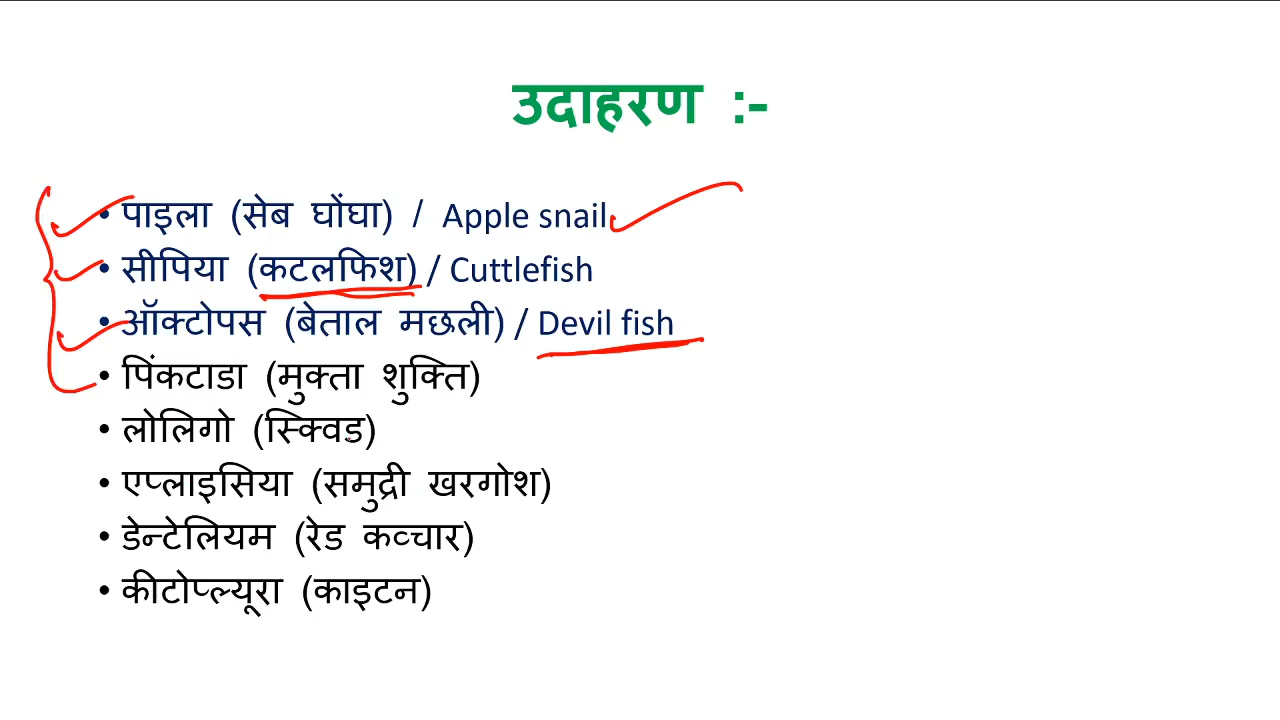 उदाहरण :-
• पाइला (सेब घोंघा) / Apple snail
• सीपिया (कटलफिश) / Cuttlefish
• ऑक्टोपस (बेताल मछली) / Devil fish
• पिंकटाडा (मुक्ता शुक्ति)
• लोलिगो (स्क्विड)
• एप्लाइसिया (समुद्री खरगोश)
• डेन्टेलियम (रेड कव्चार)
• कीटोप्ल्यूरा (काइटन)